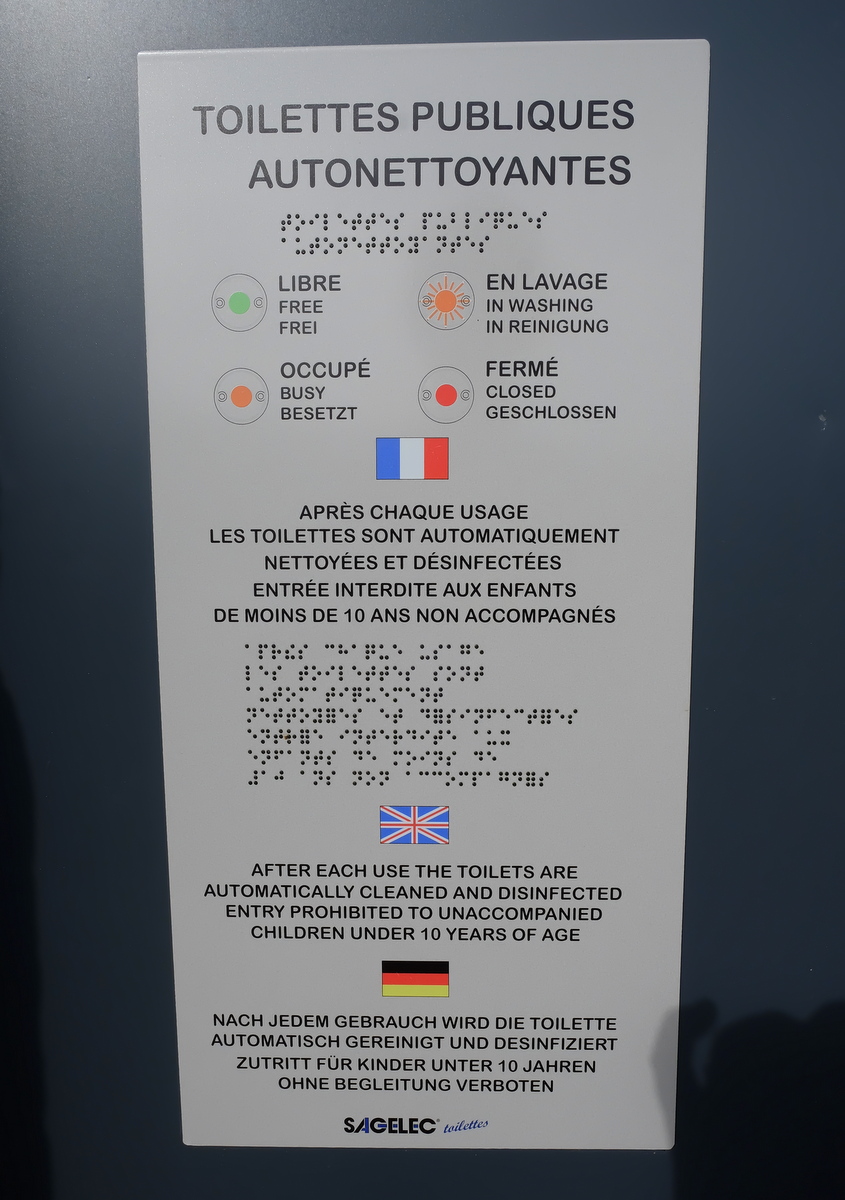 TOILETTES PUBLIQUES
AUTONETTOYANTES
LIBRE
FREE
FREI
EN LAVAGE
IN WASHING
IN REINIGUNG
OCCUPÉ
BUSY
BESETZT
FERMÉ
CLOSED
GESCHLOSSEN
APRÈS CHAQUE USAGE
LES TOILETTES SONT AUTOMATIQUEMENT
NETTOYÉES ET DÉSINFECTÉES
ENTRÉE INTERDITE AUX ENFANTS
DE MOINS DE 10 ANS NON ACCOMPAGNÉS
AFTER EACH USE THE TOILETS ARE
AUTOMATICALLY CLEANED AND DISINFECTED
ENTRY PROHIBITED TO UNACCOMPANIED
CHILDREN UNDER 10 YEARS OF AGE
NACH JEDEM GEBRAUCH WIRD DIE TOILETTE
AUTOMATISCH GEREINIGT UND DESINFIZIERT
ZUTRITT FÜR KINDER UNTER 10 JAHREN
OHNE BEGLEITUNG VERBOTEN
SAGELEC® toilettes